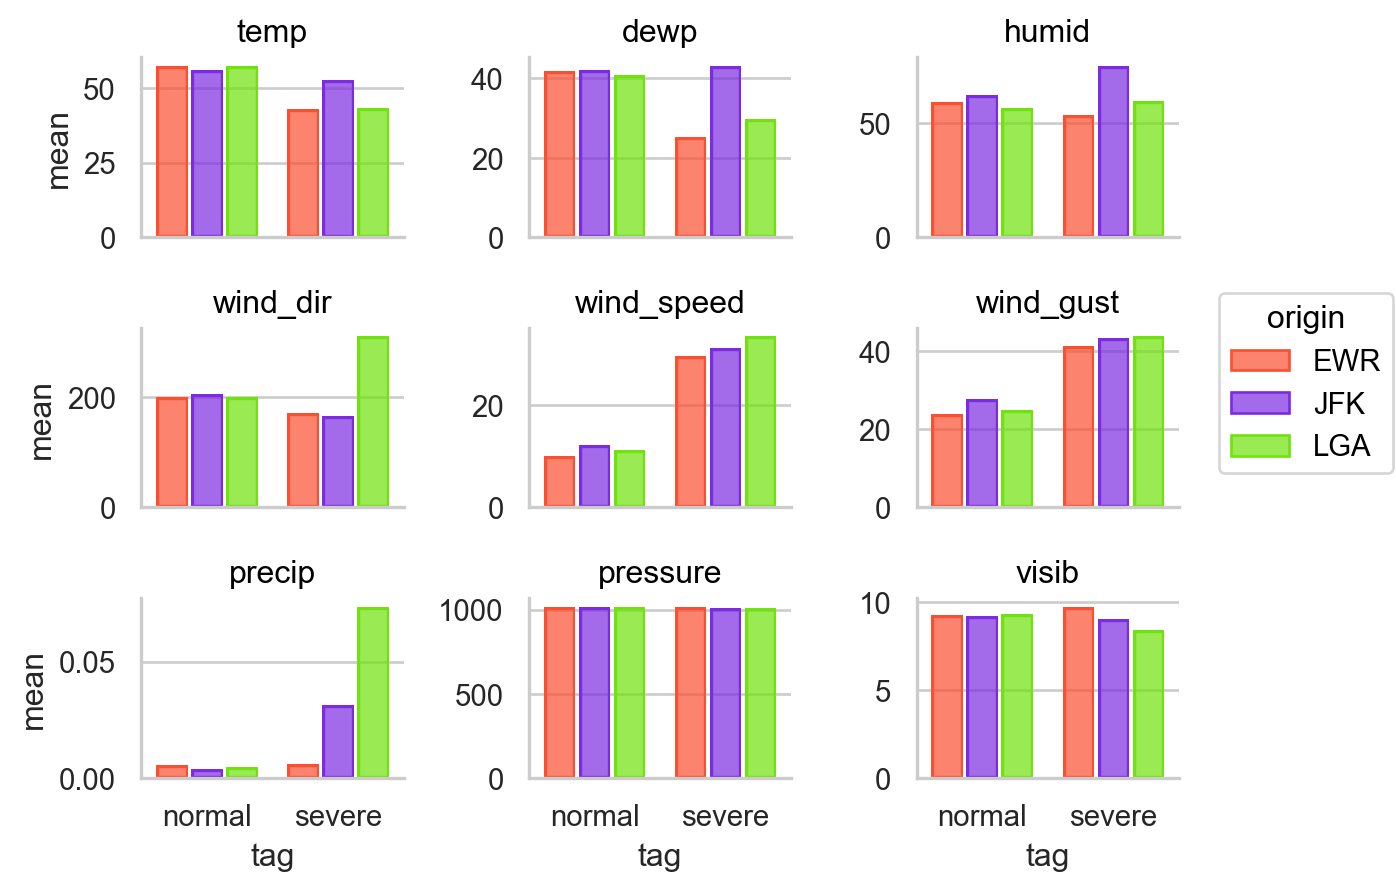 temp
dewp
humid
mean
50
25
0
40
20
0
50
0
wind_dir
wind_speed
wind_gust
mean
200
0
20
0
40
20
0
origin
EWR
JFK
LGA
precip
pressure
visib
mean
0.05
0.00
1000
500
0
10
5
0
normal severe
normal severe
normal severe
tag
tag
tag